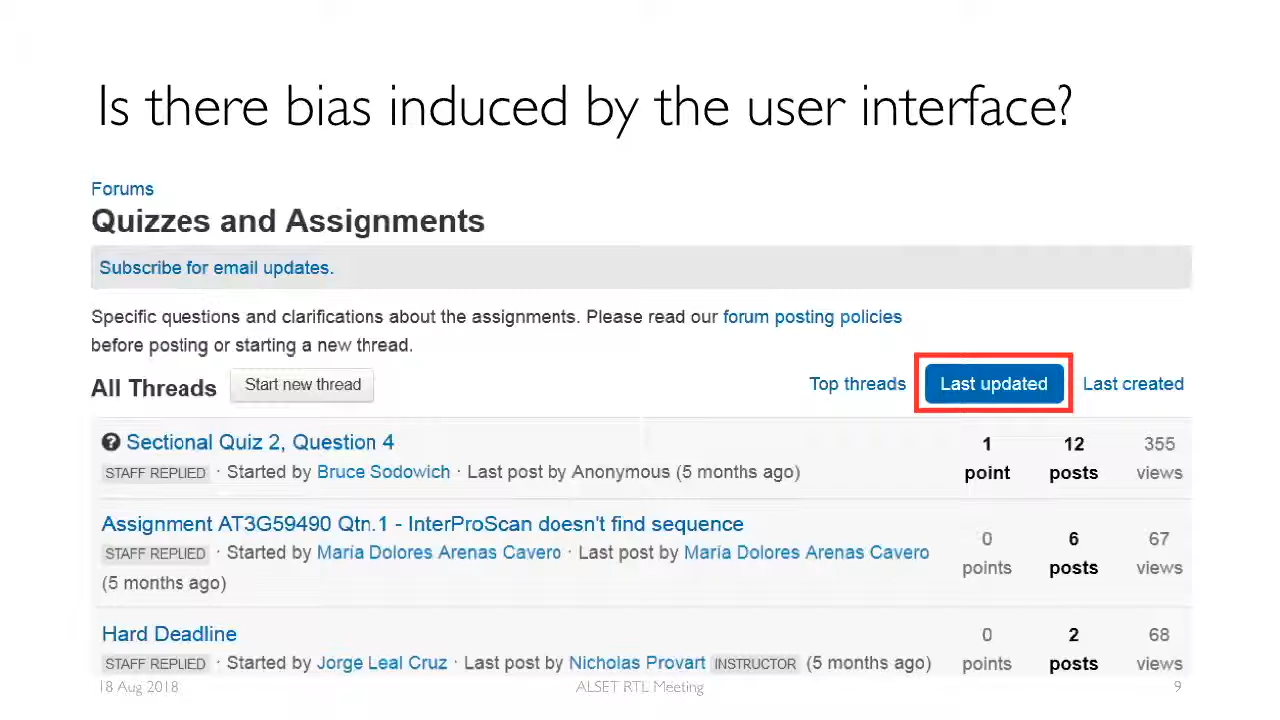 Is there bias induced by the user interface?
Forums
Quizzes and Assignments
Subscribe for email updates.
Specific questions and clarifications about the assignments. Please read our forum posting policies
before posting or starting a new thread.
All Threads Start new thread Top threads Last updated Last created
Sectional Quiz 2, Question 4 1 12 355
STAFF REPLIED · Started by Bruce Sodowich · Last post by Anonymous (5 months ago) point posts views
Assignment AT3G59490 Qtn.1 - InterProScan doesn't find sequence 0 6 67
STAFF REPLIED · Started by María Dolores Arenas Cavero · Last post by María Dolores Arenas Cavero points posts views
(5 months ago)
Hard Deadline 0 2 68
STAFF REPLIED · Started by Jorge Leal Cruz · Last post by Nicholas Provart INSTRUCTOR (5 months ago) points posts views
18 Aug 2018 ALSET RTL Meeting 9